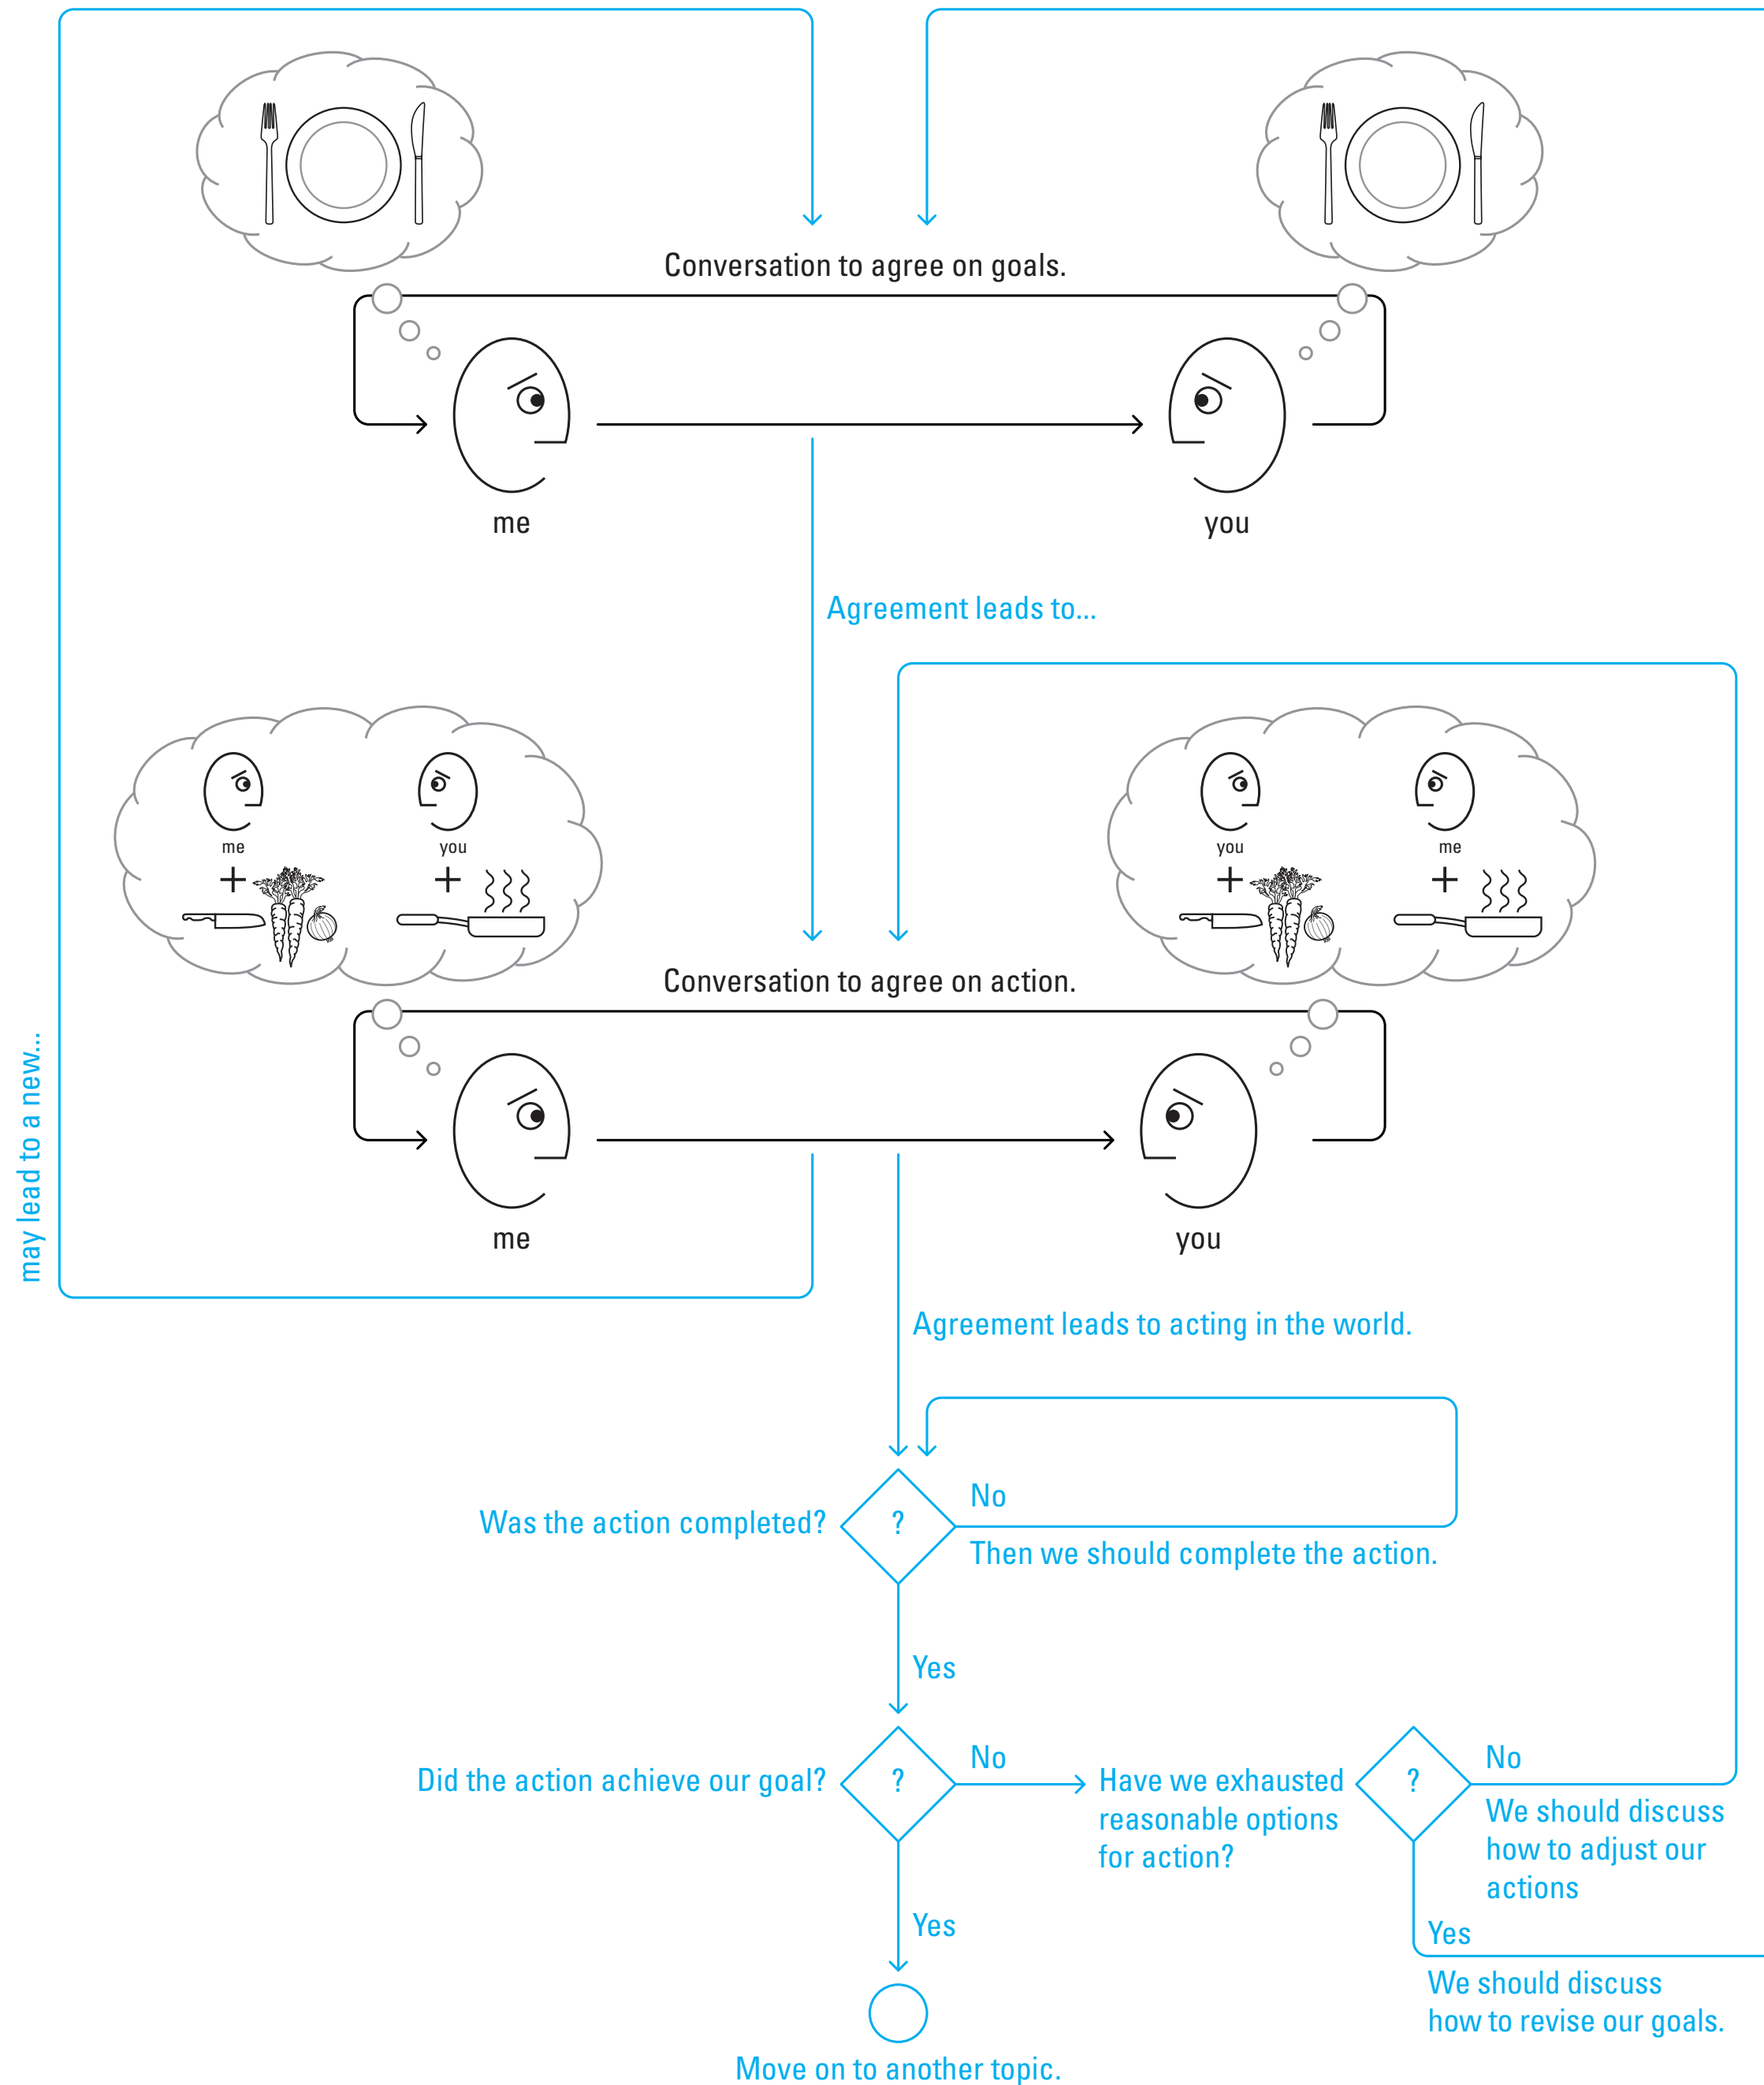 Conversation to agree on goals.
me
you
Agreement leads to...
me
you
you
me
Conversation to agree on action.
may lead to a new...
me
you
Agreement leads to acting in the world.
No
Was the action completed?
?
Then we should complete the action.
Yes
No
No
Did the action achieve our goal?
?
Have we exhausted
reasonable options
for action?
?
We should discuss
how to adjust our
actions
Yes
Yes
We should discuss
how to revise our goals.
Move on to another topic.